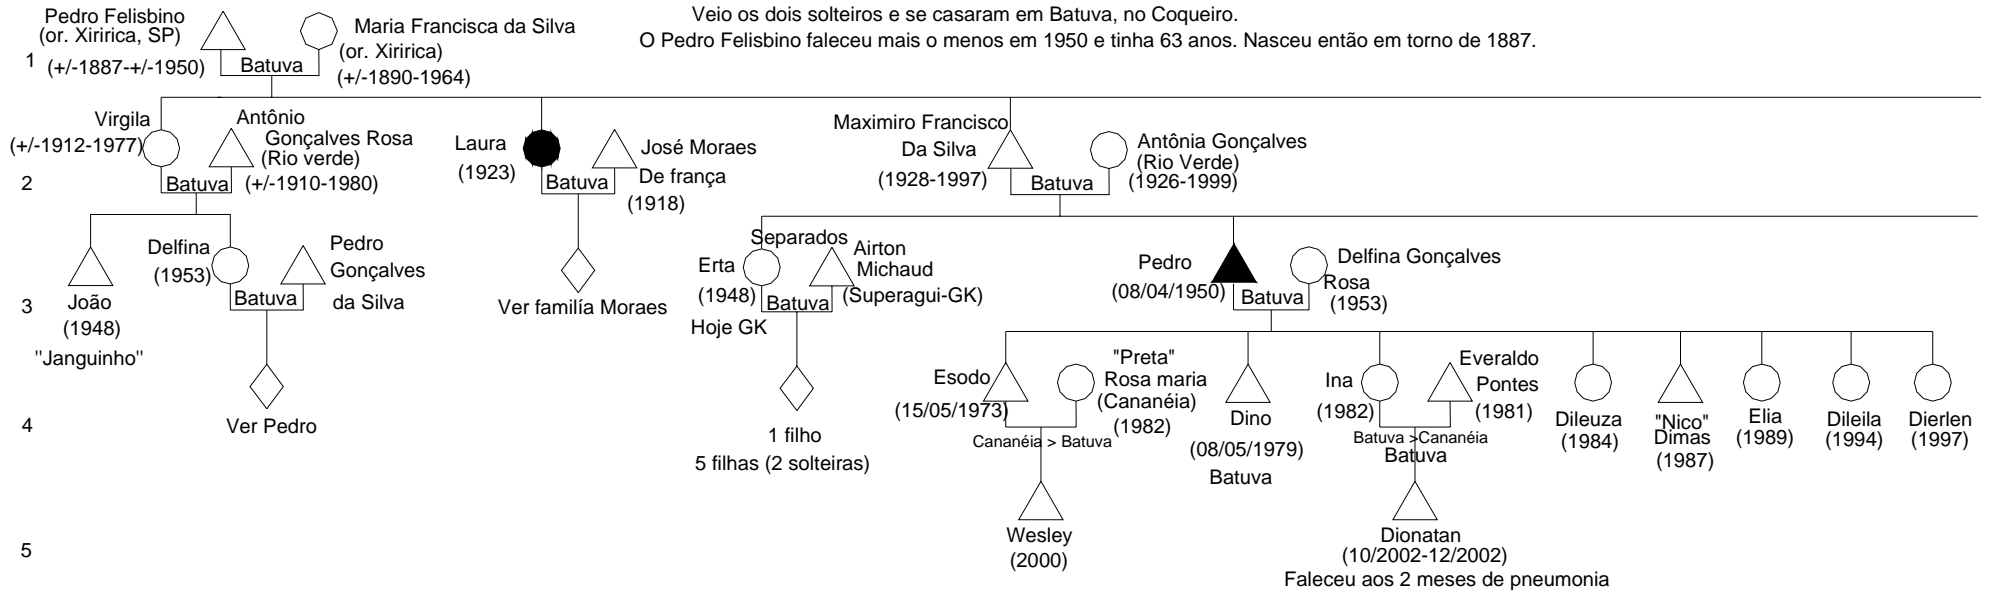 Pedro Felisbino
(or. Xiririca, SP)
(+/-1887-+/-1950)
Batuva
Maria Francisca da Silva
(or. Xiririca)
(+/-1890-1964)
Veio os dois solteiros e se casaram em Batuva, no Coqueiro.
O Pedro Felisbino faleceu mais o menos em 1950 e tinha 63 anos. Nasceu então em torno de 1887.
1
Virgila
(+/-1912-1977)
Antônio
Gonçalves Rosa
(Rio verde)
(+/-1910-1980)
Batuva
Laura
(1923)
José Moraes
De frança
(1918)
Batuva
Maximiro Francisco
Da Silva
(1928-1997)
Antônia Gonçalves
(Rio Verde)
(1926-1999)
Batuva
2
João
(1948)
"Janguinho"
Delfina
(1953)
Pedro
Gonçalves
da Silva
Batuva
Ver familía Moraes
Separados
Erta
(1948)
Hoje GK
Airton
Michaud
(Superagui-GK)
Batuva
Pedro
(08/04/1950)
Delfina Gonçalves
Rosa
(1953)
Batuva
3
Ver Pedro
1 filho
5 filhas (2 solteiras)
Esodo
(15/05/1973)
"Preta"
Rosa maria
(Cananéia)
(1982)
Cananéia > Batuva
Dino
(08/05/1979)
Batuva
Ina
(1982)
Everaldo
Pontes
(1981)
Batuva >Cananéia
Batuva
Dileuza
(1984)
"Nico"
Dimas
(1987)
Elia
(1989)
Dileila
(1994)
Dierlen
(1997)
4
Wesley
(2000)
Dionatan
(10/2002-12/2002)
Faleceu aos 2 meses de pneumonia
5